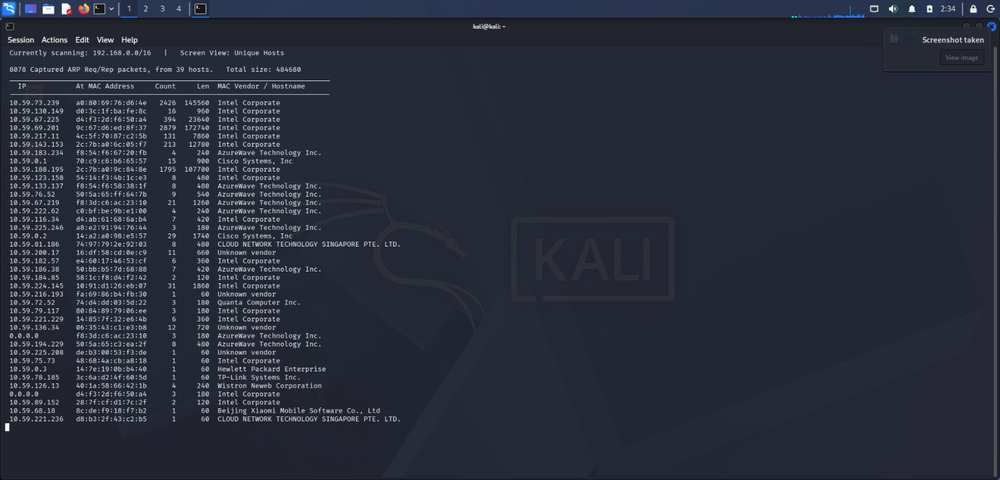 1 2 3 4 2:34
kali@kali: ~
Session Actions Edit View Help
Screenshot taken
View image
Currently scanning: 192.168.0.0/16 | Screen View: Unique Hosts
8078 Captured ARP Req/Rep packets, from 39 hosts. Total size: 484680
IP At MAC Address Count Len MAC Vendor / Hostname
10.59.73.239 a0:80:69:76:d6:4e 2426 145560 Intel Corporate
10.59.130.149 d0:3c:1f:ba:fe:8c 16 960 Intel Corporate
10.59.67.225 d4:f3:2d:f6:50:a4 394 23640 Intel Corporate
10.59.69.201 9c:67:d6:ed:8f:37 2879 172740 Intel Corporate
10.59.217.11 4c:5f:70:87:c2:5b 131 7860 Intel Corporate
10.59.143.153 2c:7b:a0:6c:05:f7 213 12780 Intel Corporate
10.59.183.234 f8:54:f6:67:20:fb 4 240 AzureWave Technology Inc.
10.59.0.1 70:c9:c6:b6:65:57 15 900 Cisco Systems, Inc
10.59.188.195 2c:7b:a0:9c:84:8e 1795 107700 Intel Corporate
10.59.123.158 54:14:f3:4b:1c:e3 8 480 Intel Corporate
10.59.133.137 f8:54:f6:58:38:1f 8 480 AzureWave Technology Inc.
10.59.76.52 50:5a:65:ff:64:7b 9 540 AzureWave Technology Inc.
10.59.67.219 f8:3d:c6:ac:23:10 21 1260 AzureWave Technology Inc.
10.59.222.62 c0:bf:be:9b:e1:00 4 240 AzureWave Technology Inc.
10.59.116.34 d4:ab:61:68:6a:b4 7 420 Intel Corporate
10.59.225.246 a8:e2:91:94:76:44 3 180 AzureWave Technology Inc.
10.59.0.2 14:a2:a0:98:e5:57 29 1740 Cisco Systems, Inc
10.59.81.186 74:97:79:2e:92:03 8 480 CLOUD NETWORK TECHNOLOGY SINGAPORE PTE. LTD.
10.59.200.17 16:df:58:cd:0e:c9 11 660 Unknown vendor
10.59.182.57 e4:60:17:46:53:cf 6 360 Intel Corporate
10.59.186.38 50:bb:b5:7d:68:88 7 420 AzureWave Technology Inc.
10.59.184.85 58:1c:f8:d4:f2:42 2 120 Intel Corporate
10.59.224.145 10:91:d1:26:eb:07 31 1860 Intel Corporate
10.59.216.193 fa:69:86:b4:fb:30 1 60 Unknown vendor
10.59.72.52 74:d4:dd:03:5d:22 3 180 Quanta Computer Inc.
10.59.79.117 80:84:89:79:06:ee 3 180 Intel Corporate
10.59.221.229 14:85:7f:32:e6:4b 6 360 Intel Corporate
10.59.136.34 06:35:43:c1:e3:b8 12 720 Unknown vendor
0.0.0.0 f8:3d:c6:ac:23:10 3 180 AzureWave Technology Inc.
10.59.194.229 50:5a:65:c3:ea:2f 8 480 AzureWave Technology Inc.
10.59.225.208 de:b3:00:53:f3:de 1 60 Unknown vendor
10.59.75.73 48:68:4a:cb:a8:18 1 60 Intel Corporate
10.59.0.3 14:7e:19:0b:b4:40 1 60 Hewlett Packard Enterprise
10.59.78.185 3c:6a:d2:4f:60:5d 1 60 TP-Link Systems Inc.
10.59.126.13 40:1a:58:66:42:1b 4 240 Wistron Neweb Corporation
0.0.0.0 d4:f3:2d:f6:50:a4 3 180 Intel Corporate
10.59.89.152 28:7f:cf:d1:7c:2f 2 120 Intel Corporate
10.59.68.18 8c:de:f9:18:f7:b2 1 60 Beijing Xiaomi Mobile Software Co., Ltd
10.59.221.236 d8:b3:2f:43:c2:b5 1 60 CLOUD NETWORK TECHNOLOGY SINGAPORE PTE. LTD.
KALI